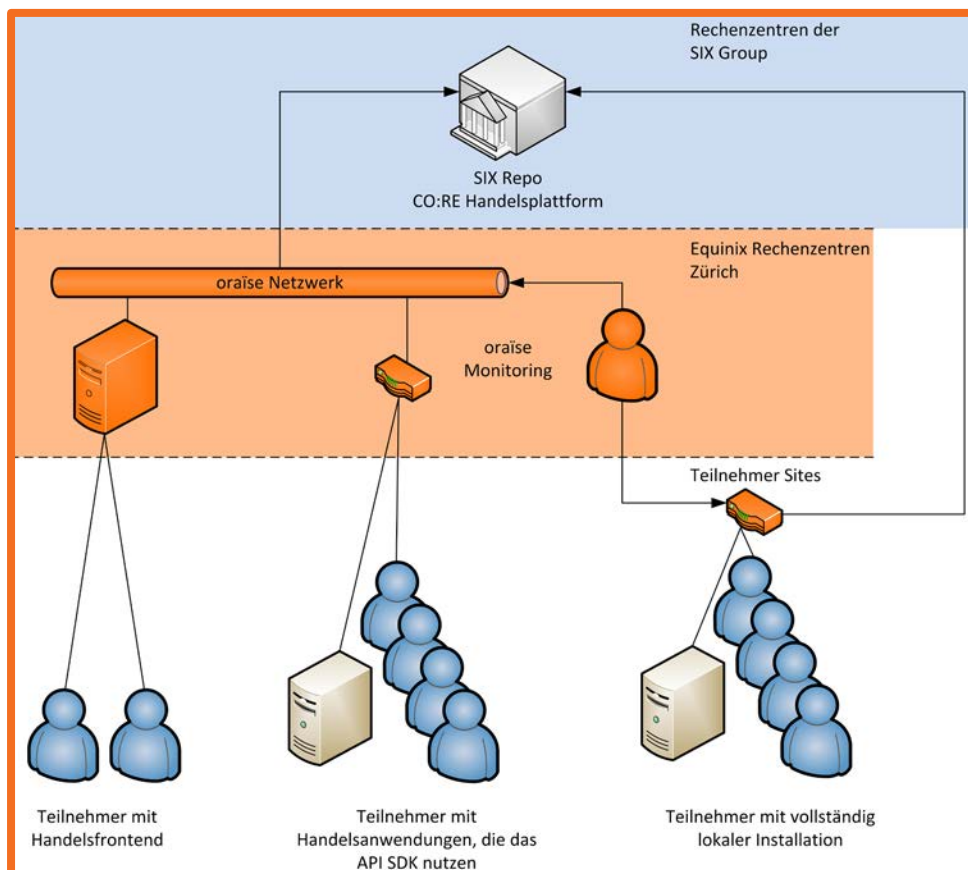 Rechenzentren der
SIX Group
SIX Repo
CO:RE Handelsplattform
Equinix Rechenzentren
Zürich
oraïse Netzwerk
oraïse
Monitoring
Teilnehmer Sites
Teilnehmer mit
Handelsfrontend
Teilnehmer mit
Handelsanwendungen, die das
API SDK nutzen
Teilnehmer mit vollständig
lokaler Installation